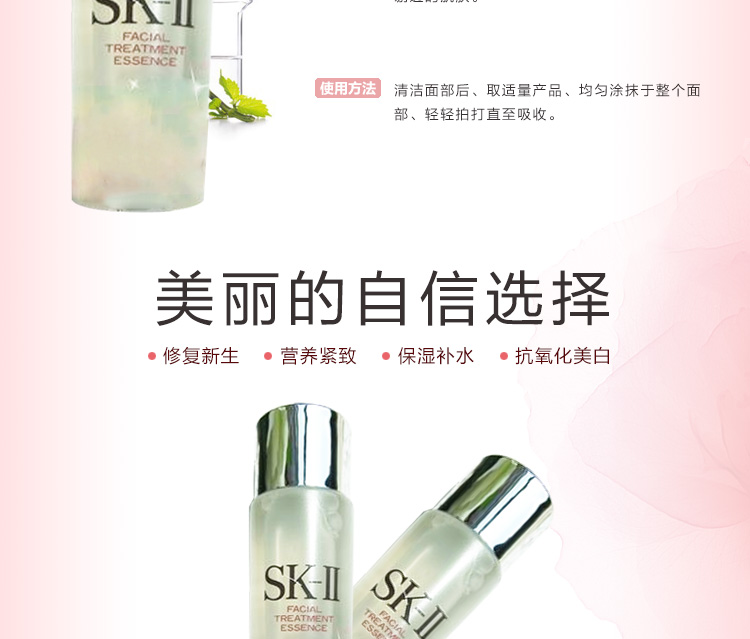 SK-II
FACIAL
TREATMENT
ESSENCE
使用方法
清洁面部后、取适量产品、均匀涂抹于整个面
部、轻轻拍打直至吸收。
美丽的自信选择
• 修复新生 • 营养紧致 • 保湿补水 • 抗氧化美白
SK-II
FACIAL
TREATMENT
ESSENCE
SK-II
FACIAL
TREATMENT